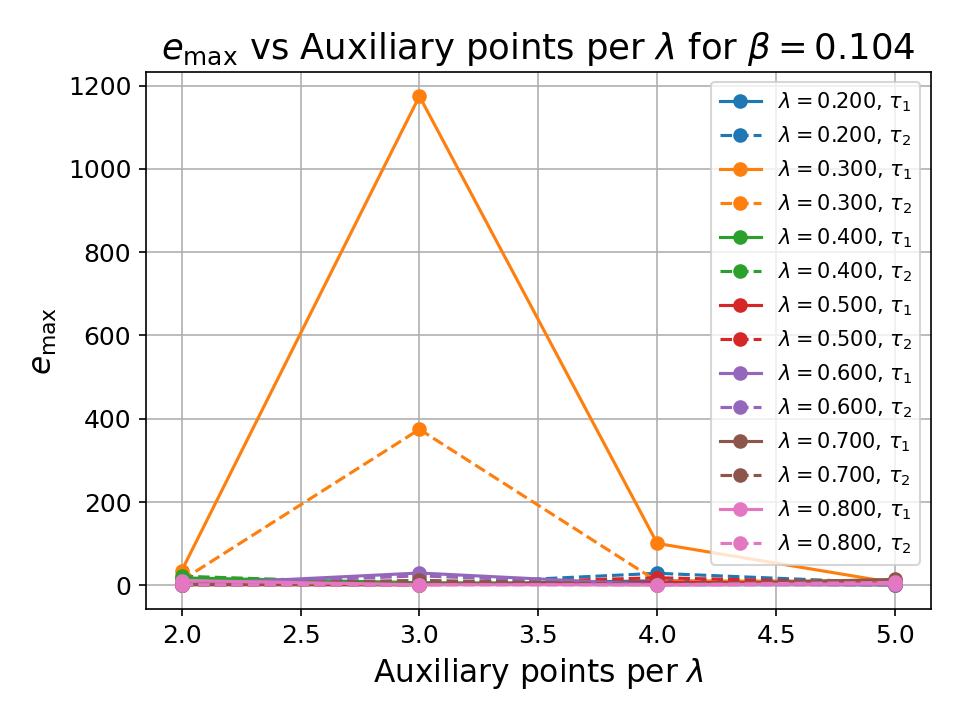 e_max vs Auxiliary points per λ for β = 0.104
e_max
1200
1000
800
600
400
200
0
2.0 2.5 3.0 3.5 4.0 4.5 5.0
Auxiliary points per λ
λ = 0.200, τ₁
λ = 0.200, τ₂
λ = 0.300, τ₁
λ = 0.300, τ₂
λ = 0.400, τ₁
λ = 0.400, τ₂
λ = 0.500, τ₁
λ = 0.500, τ₂
λ = 0.600, τ₁
λ = 0.600, τ₂
λ = 0.700, τ₁
λ = 0.700, τ₂
λ = 0.800, τ₁
λ = 0.800, τ₂